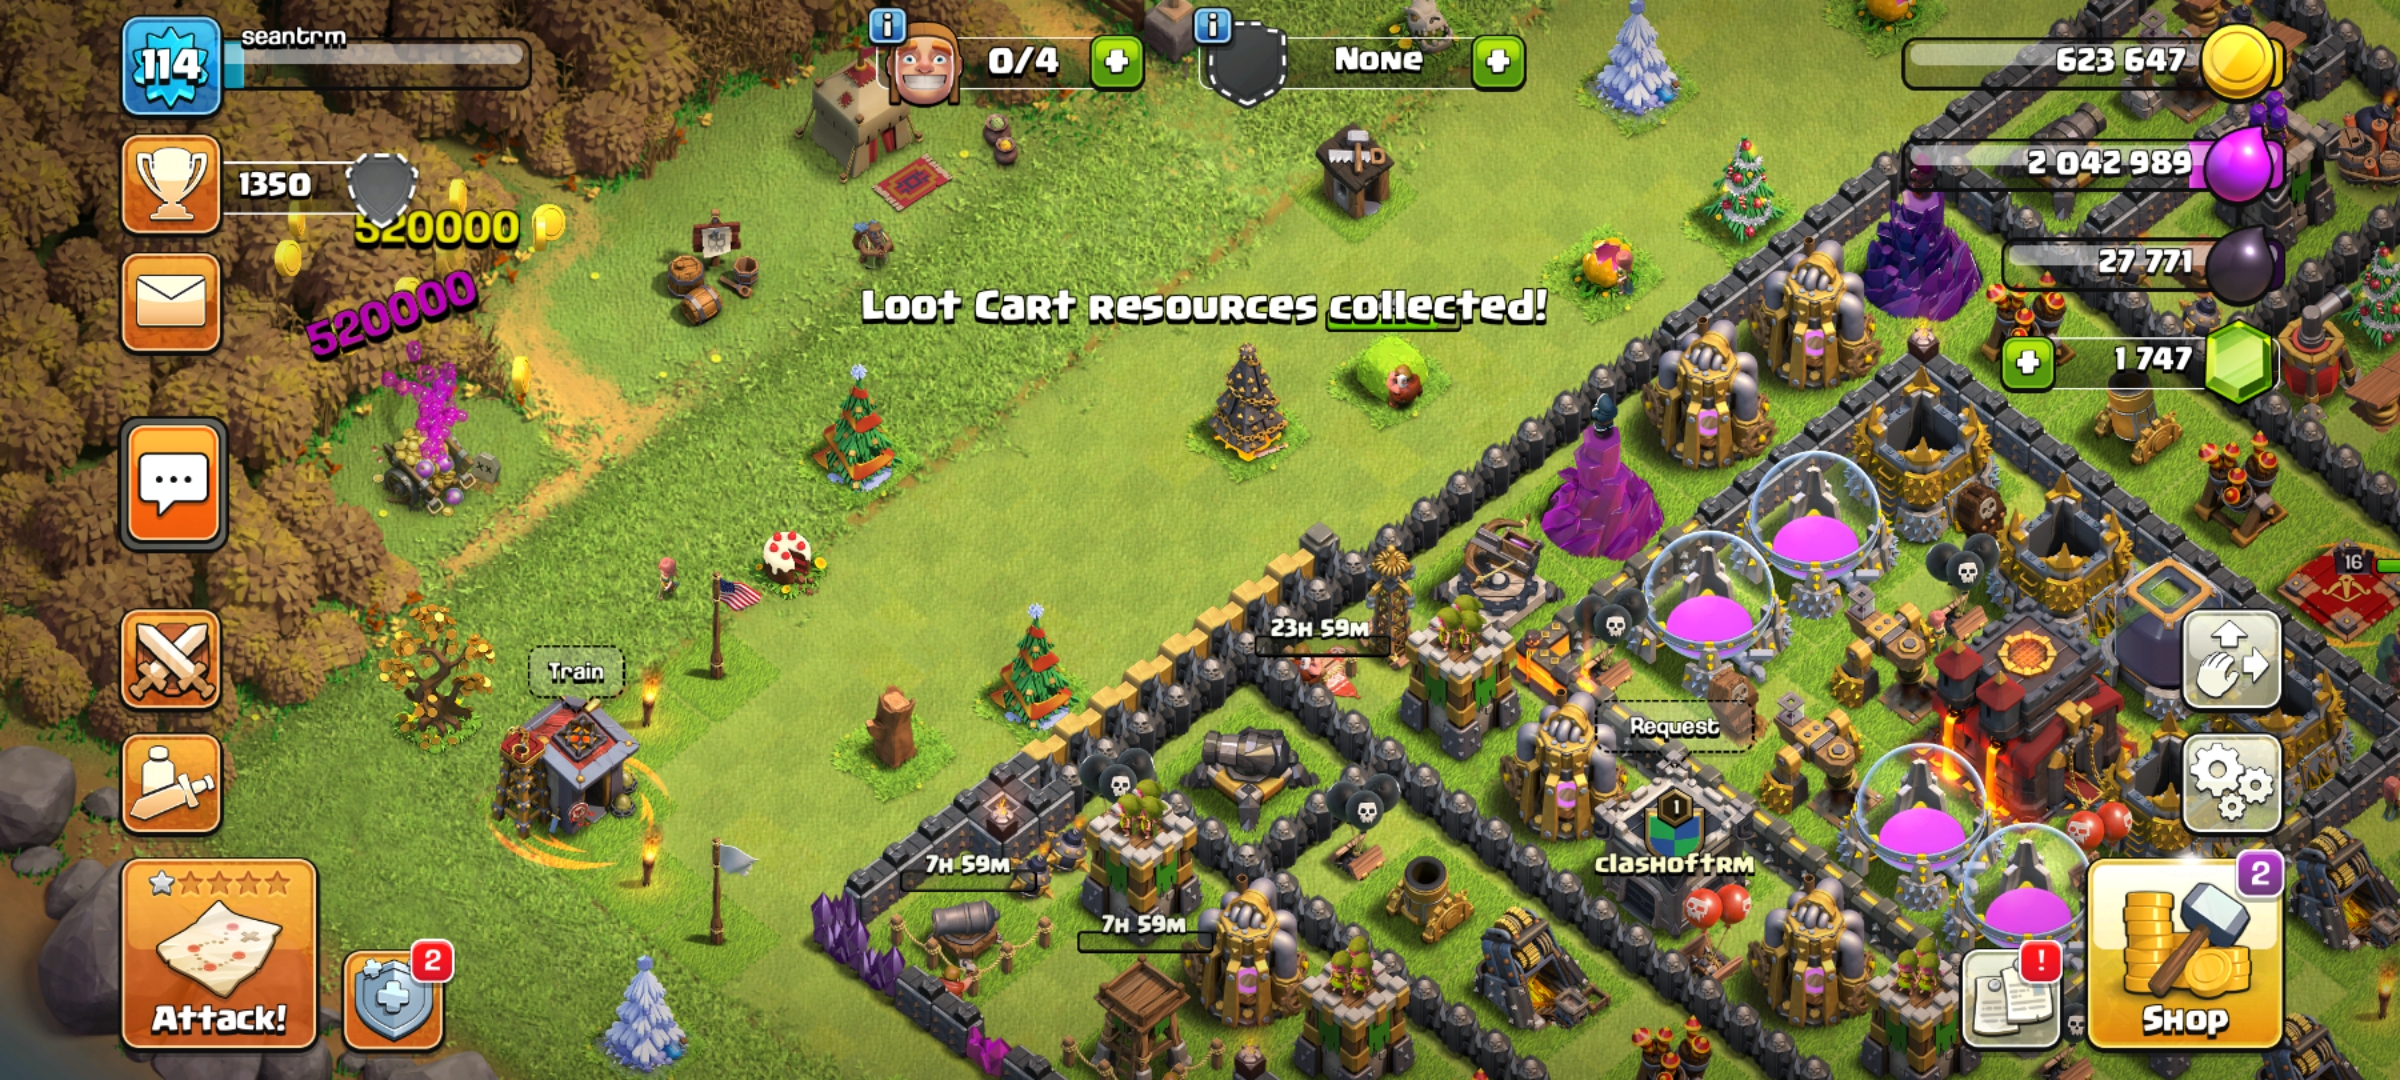 114
seantrm
0/4
None
623 647
1350
2 042 989
520000
27 771
520000
Loot Cart resources collected!
1 747
16
23H 59M
Train
Request
1
clashoftrm
7H 59M
7H 59M
2
2
!
Attack!
Shop